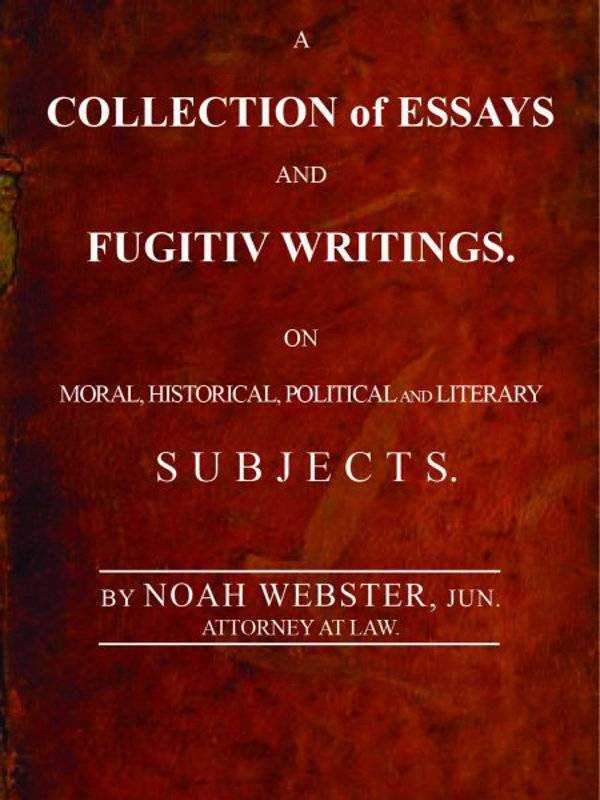 A
COLLECTION of ESSAYS
AND
FUGITIV WRITINGS.
ON
MORAL, HISTORICAL, POLITICAL AND LITERARY
SUBJECTS.
BY NOAH WEBSTER, JUN.
ATTORNEY AT LAW.